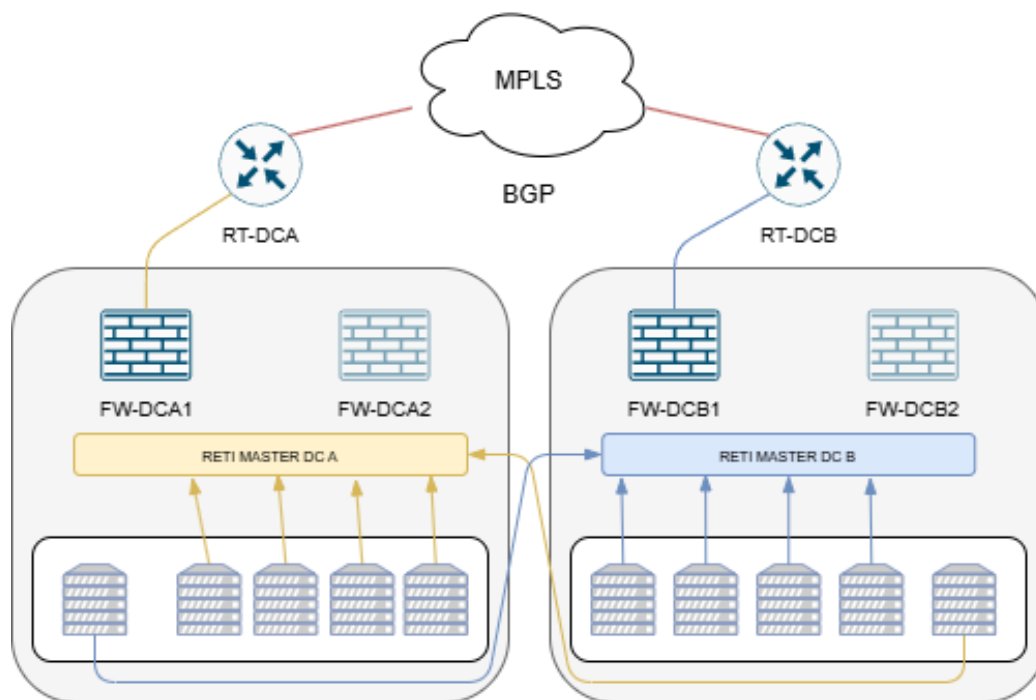 MPLS
BGP
RT-DCA
RT-DCB
FW-DCA1
FW-DCA2
FW-DCB1
FW-DCB2
RETI MASTER DC A
RETI MASTER DC B